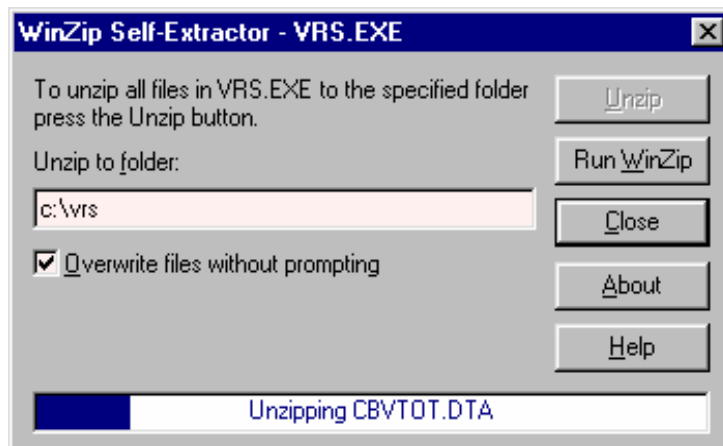 WinZip Self-Extractor - VRS.EXE
To unzip all files in VRS.EXE to the specified folder
press the Unzip button.
Unzip to folder:
c:\vrs
Overwrite files without prompting
Unzip
Run WinZip
Close
About
Help
Unzipping CBVTOT.DTA